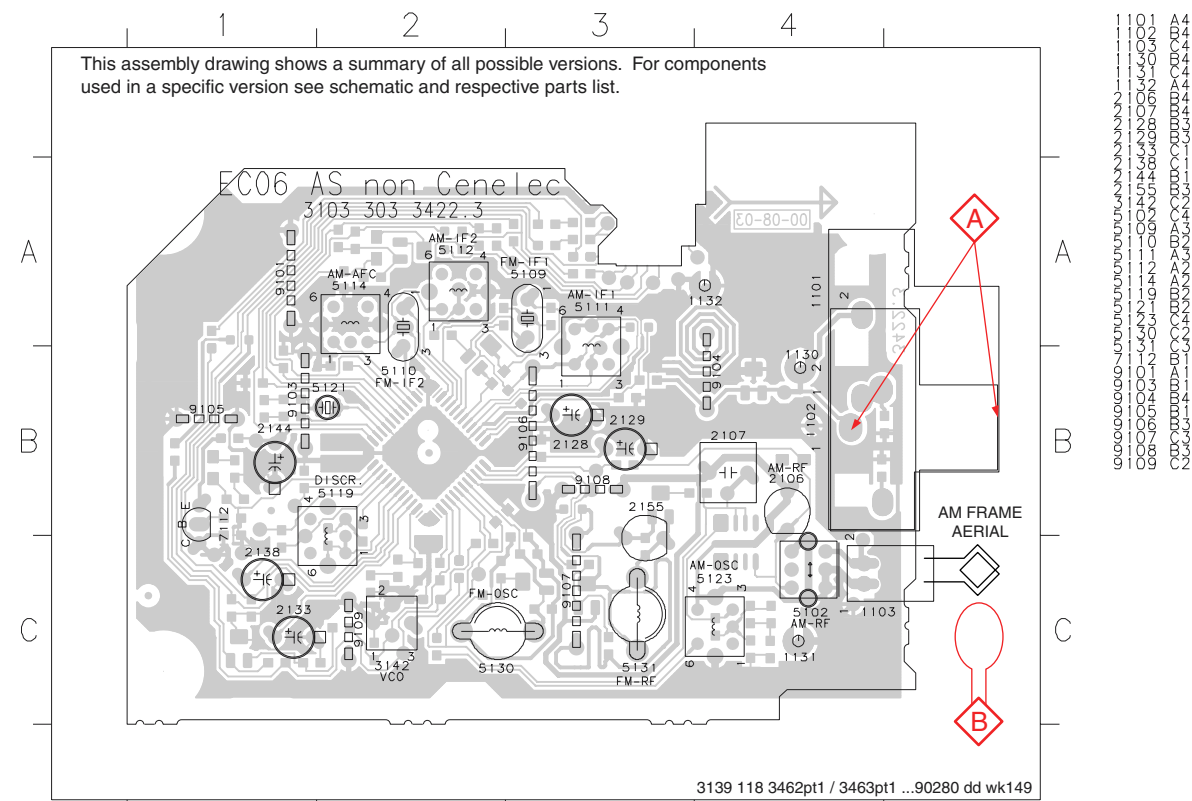 1 2 3 4
This assembly drawing shows a summary of all possible versions. For components
used in a specific version see schematic and respective parts list.
EC06 AS non Cenelec
3103 303 3422.3
00-80-03
A
B
C
A
B
C
9101
AM-AFC
5114
6 4
1 3
AM-IF2
5112
6 4
1 3
FM-IF1
5109
1
3
AM-IF1
5111
6 4
1 3
1132
1101
2
3422.3
A
1130
2
1
9104
5110
FM-IF2
1
3
5121
9103
9105
2144
9106
2128
2129
2107
1102
1
AM-RF
2106
9108
DISCR.
5119
4 3
6 1
C B E
7112
2155
AM FRAME
AERIAL
2138
2133
9109
2
1 3
3142
VCO
FM-OSC
5130
9107
5131
FM-RF
AM-OSC
5123
4 3
6 1
5102
AM-RF
1131
2
1
1103
B
3139 118 3462pt1 / 3463pt1 ...90280 dd wk149
1101 A4
1102 B4
1103 C4
1130 B4
1131 C4
1132 A4
2106 B4
2107 B4
2128 B3
2129 B3
2133 C1
2138 C1
2144 B1
2155 B3
3142 C2
5102 C4
5109 A3
5110 B2
5111 A3
5112 A2
5114 A2
5119 B2
5121 B2
5123 C4
5130 C2
5131 C3
7112 B1
9101 A1
9103 B1
9104 B4
9105 B1
9106 B3
9107 C3
9108 B3
9109 C2